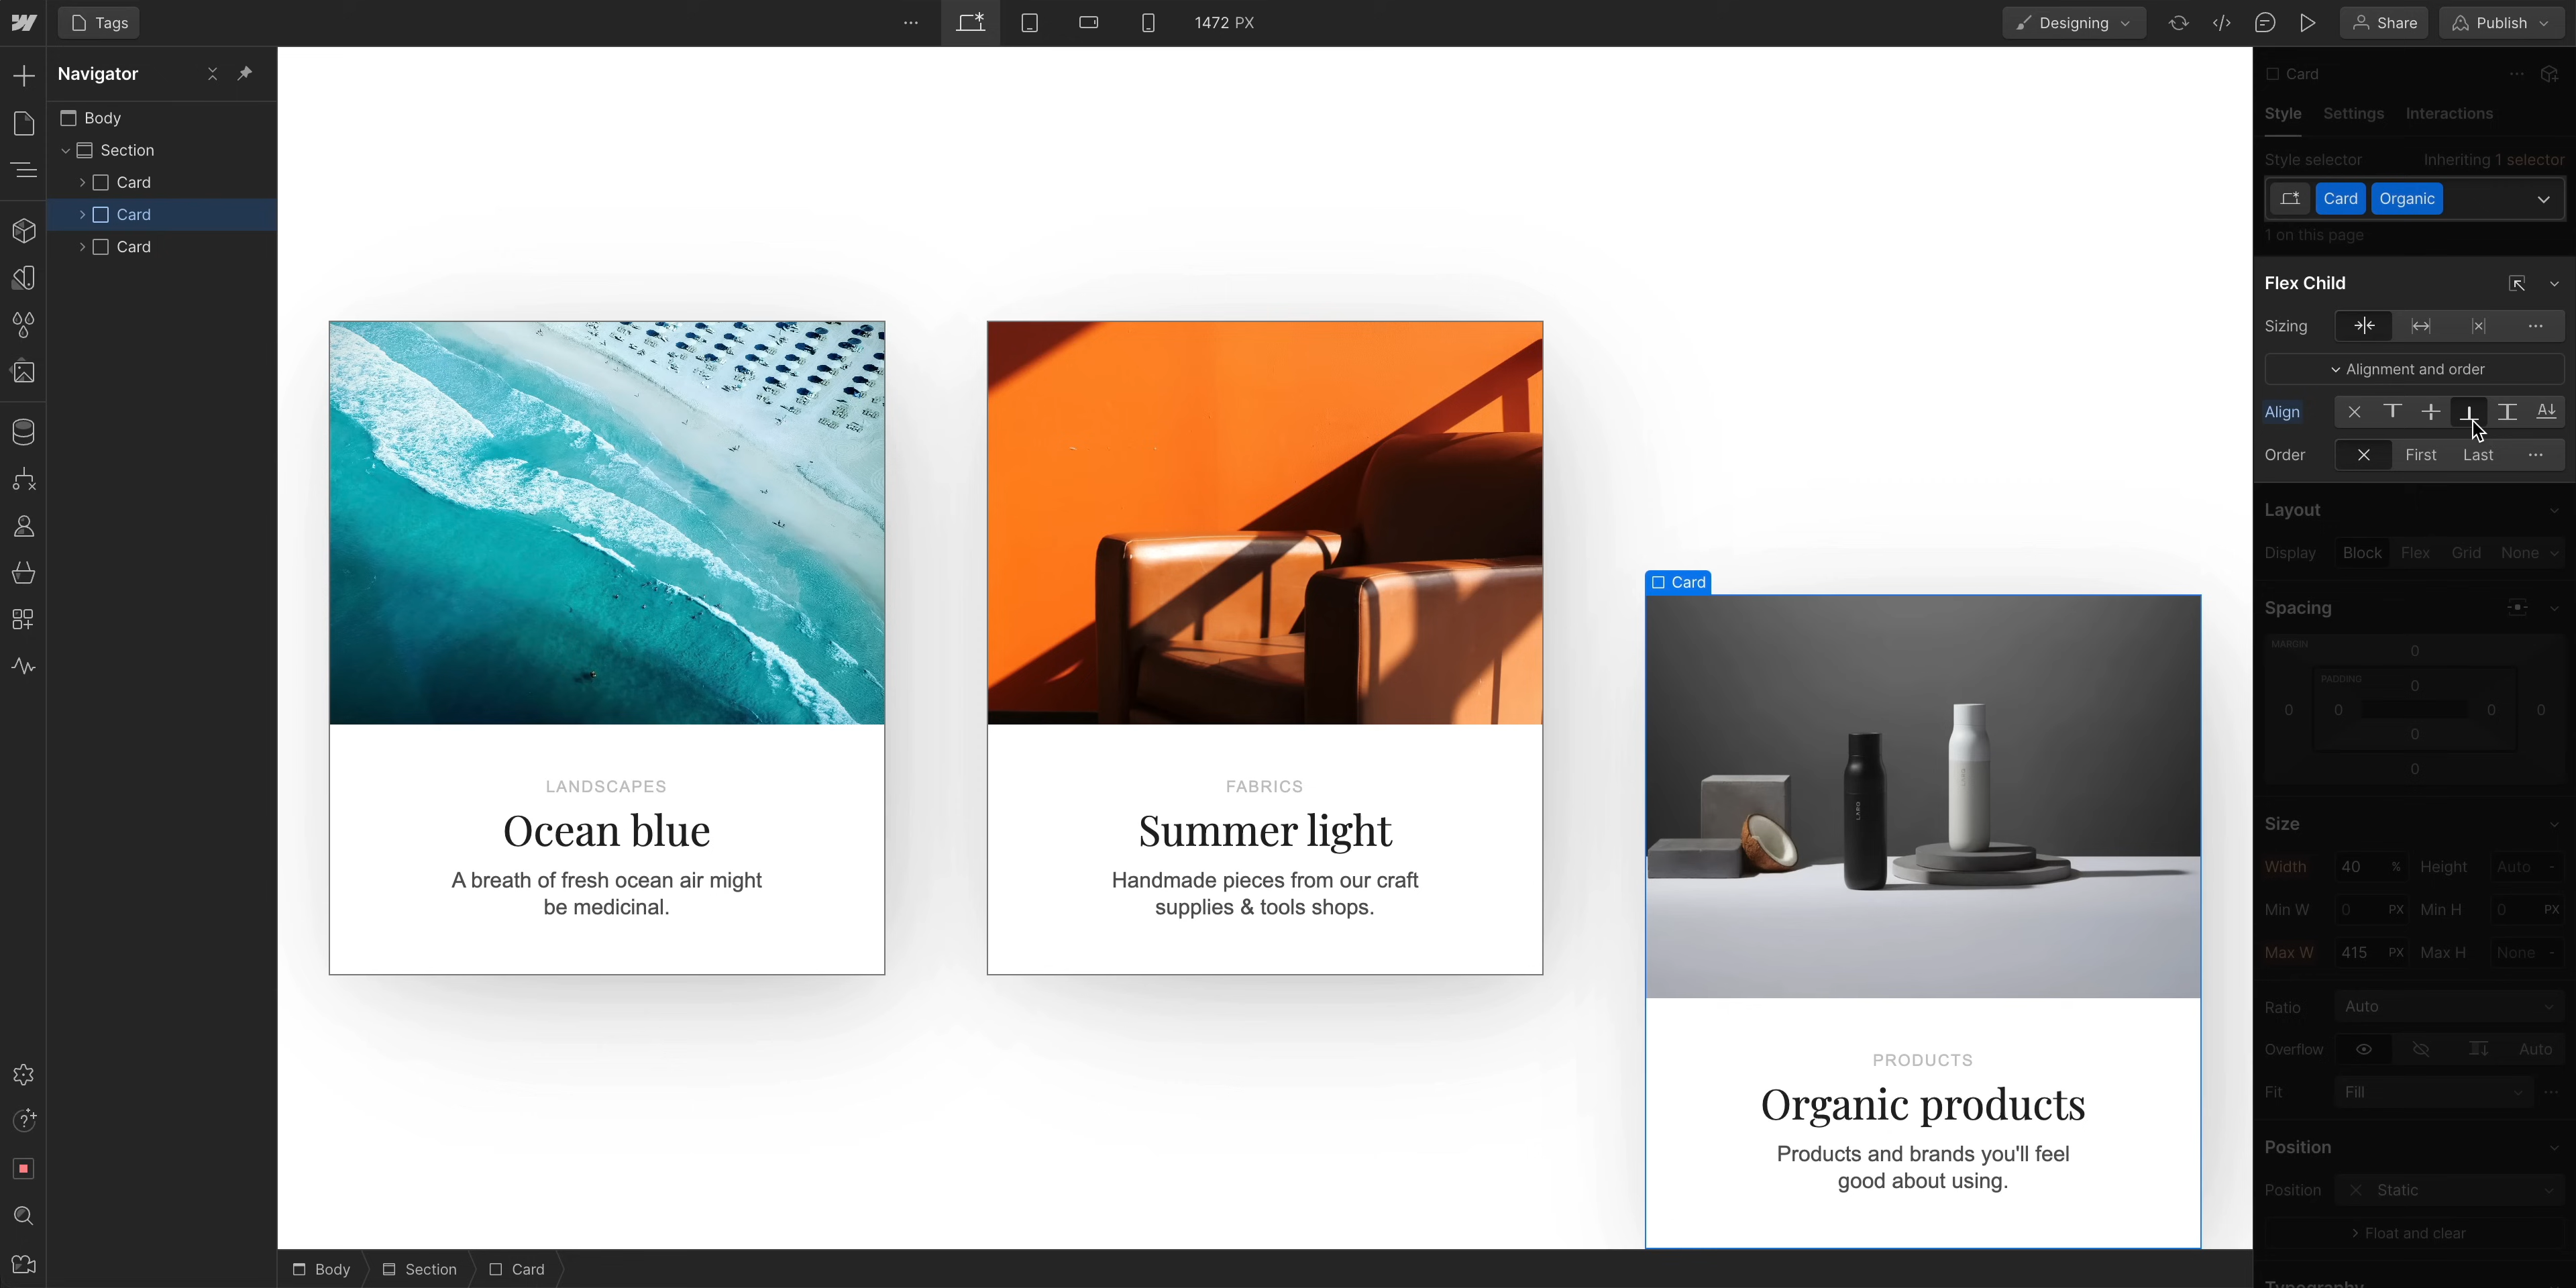 Tags
1472 PX
Designing
Share
Publish
Navigator
Body
Section
Card
Card
Card
LANDSCAPES
Ocean blue
A breath of fresh ocean air might
be medicinal.
FABRICS
Summer light
Handmade pieces from our craft
supplies & tools shops.
Card
PRODUCTS
Organic products
Products and brands you'll feel
good about using.
Body
Section
Card
Card
Style Settings Interactions
Style selector Inheriting 1 selector
Card Organic
1 on this page
Flex Child
Sizing
Alignment and order
Align
Order First Last
Layout
Display Block Flex Grid None
Spacing
MARGIN
0
PADDING
0
0 0 0 0
0
0
Size
Width 40 % Height Auto -
Min W 0 PX Min H 0 PX
Max W 415 PX Max H None -
Ratio Auto
Overflow Auto
Fit Fill
Position
Position Static
Float and clear